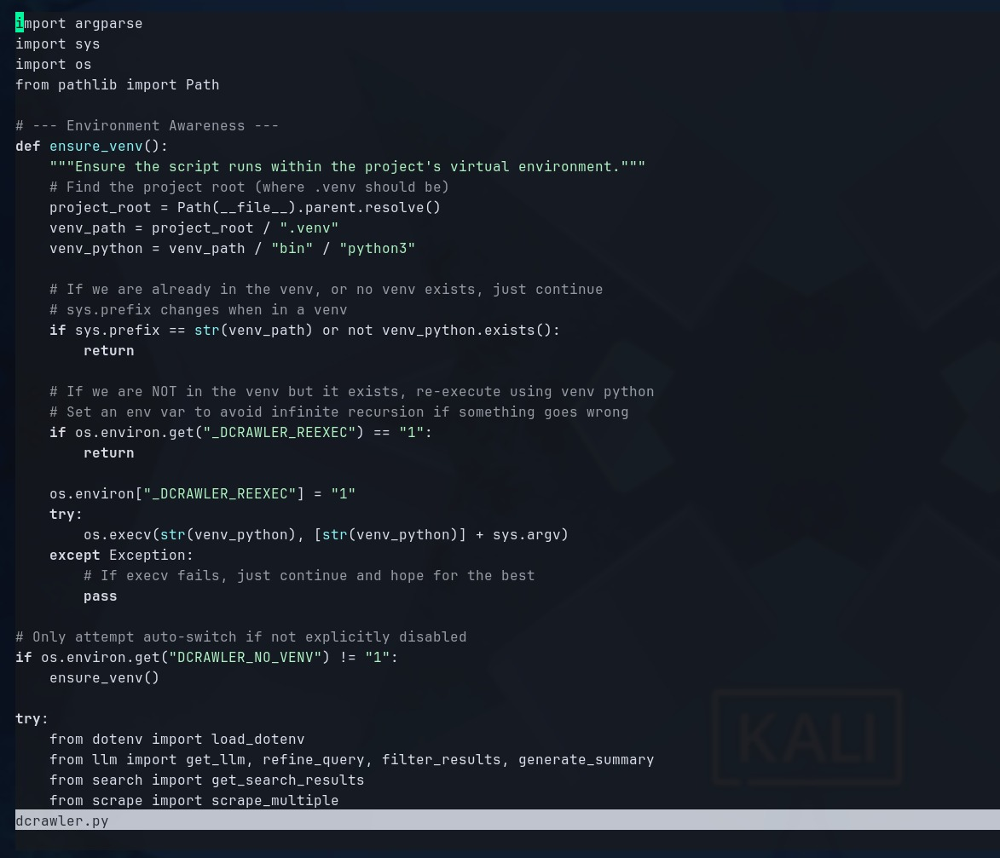 import argparse
import sys
import os
from pathlib import Path

# --- Environment Awareness ---
def ensure_venv():
    """Ensure the script runs within the project's virtual environment."""
    # Find the project root (where .venv should be)
    project_root = Path(__file__).parent.resolve()
    venv_path = project_root / ".venv"
    venv_python = venv_path / "bin" / "python3"

    # If we are already in the venv, or no venv exists, just continue
    # sys.prefix changes when in a venv
    if sys.prefix == str(venv_path) or not venv_python.exists():
        return

    # If we are NOT in the venv but it exists, re-execute using venv python
    # Set an env var to avoid infinite recursion if something goes wrong
    if os.environ.get("_DCRAWLER_REEXEC") == "1":
        return

    os.environ["_DCRAWLER_REEXEC"] = "1"
    try:
        os.execv(str(venv_python), [str(venv_python)] + sys.argv)
    except Exception:
        # If execv fails, just continue and hope for the best
        pass

# Only attempt auto-switch if not explicitly disabled
if os.environ.get("DCRAWLER_NO_VENV") != "1":
    ensure_venv()

try:
    from dotenv import load_dotenv
    from llm import get_llm, refine_query, filter_results, generate_summary
    from search import get_search_results
    from scrape import scrape_multiple
dcrawler.py
KALI